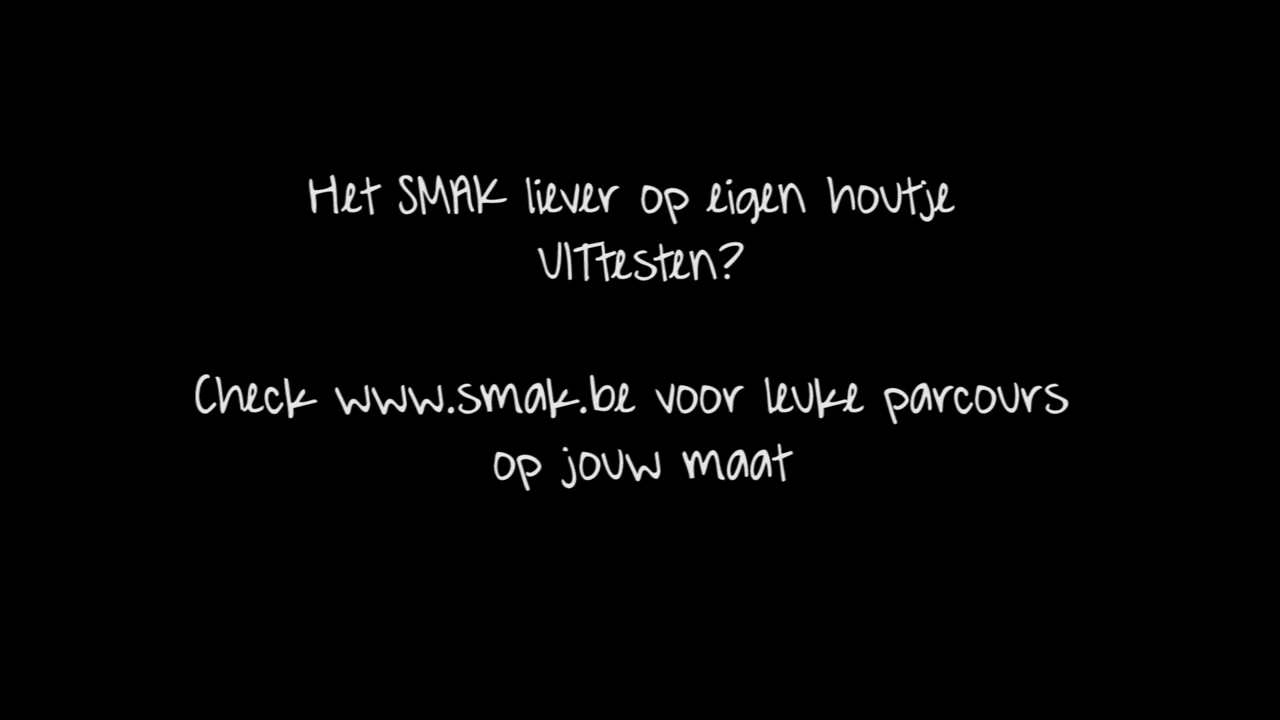 Het SMAK liever op eigen houtje
UITtesten?
Check www.smak.be voor leuke parcours
op jouw maat